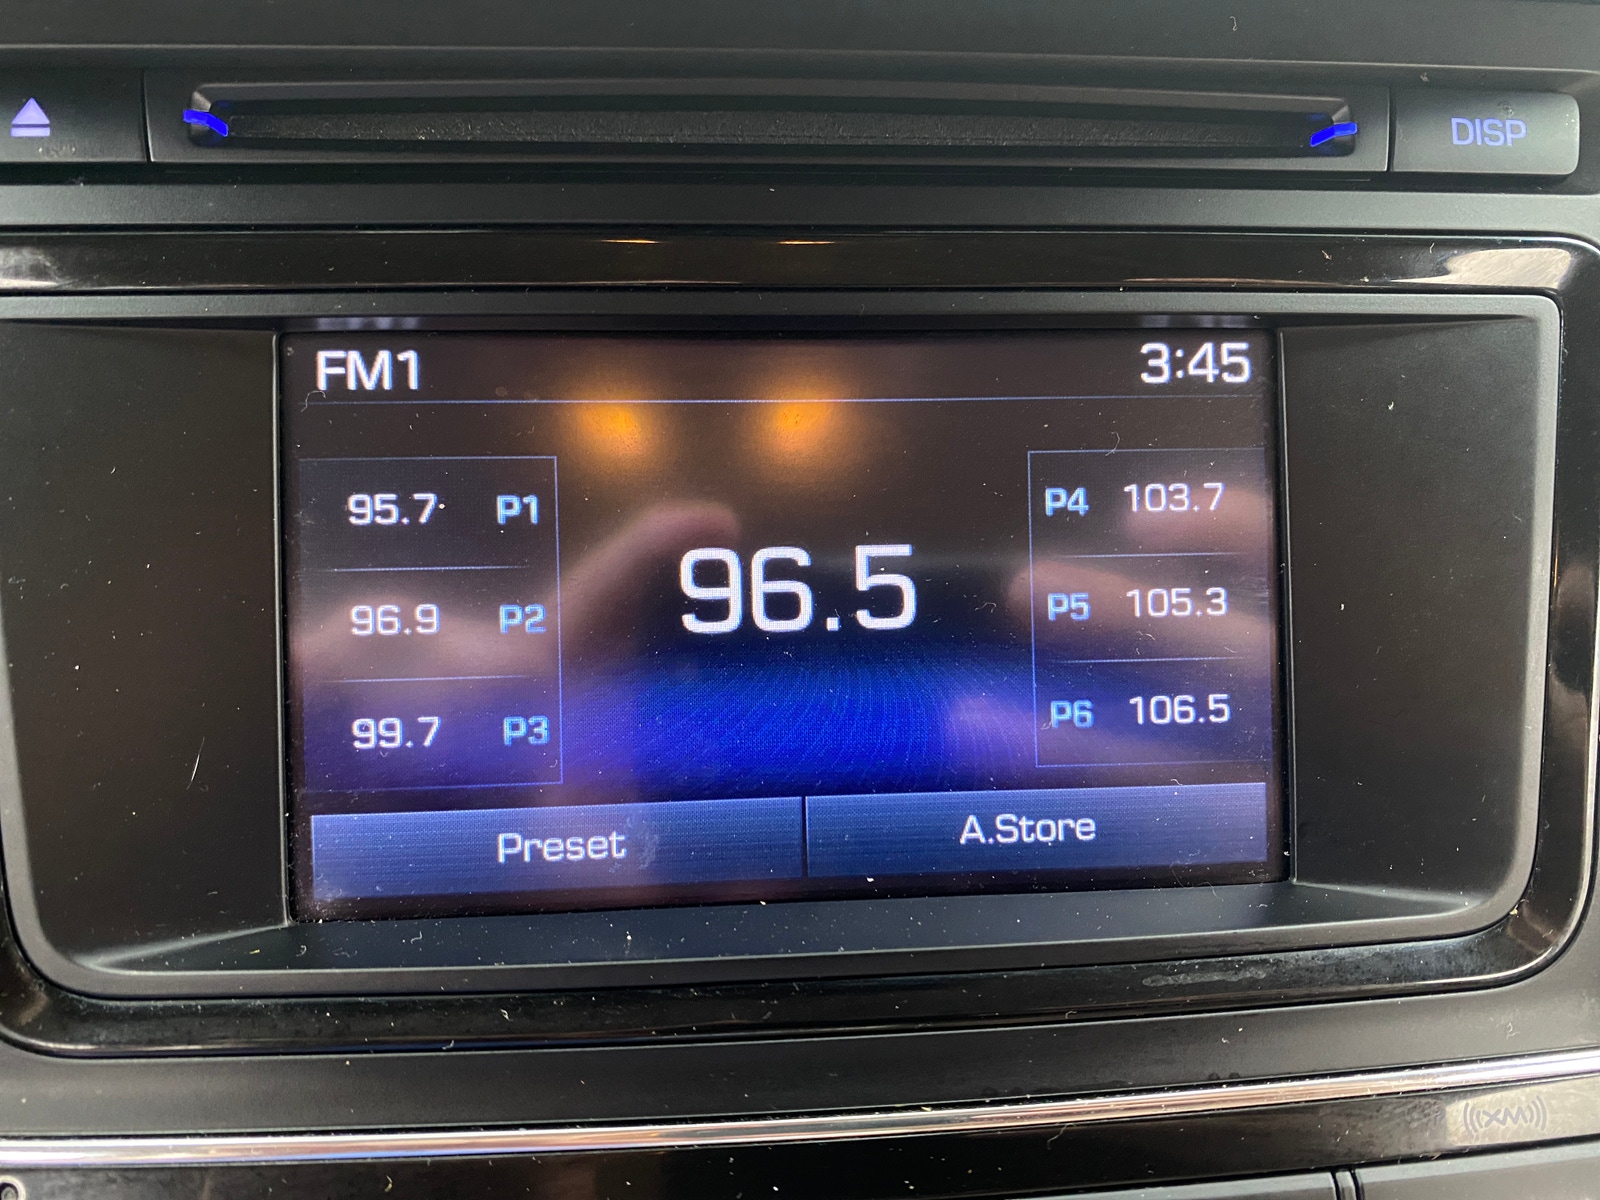 DISP
FM1 3:45
95.7 P1
96.9 P2
99.7 P3
96.5
P4 103.7
P5 105.3
P6 106.5
Preset A.Store
((XM))